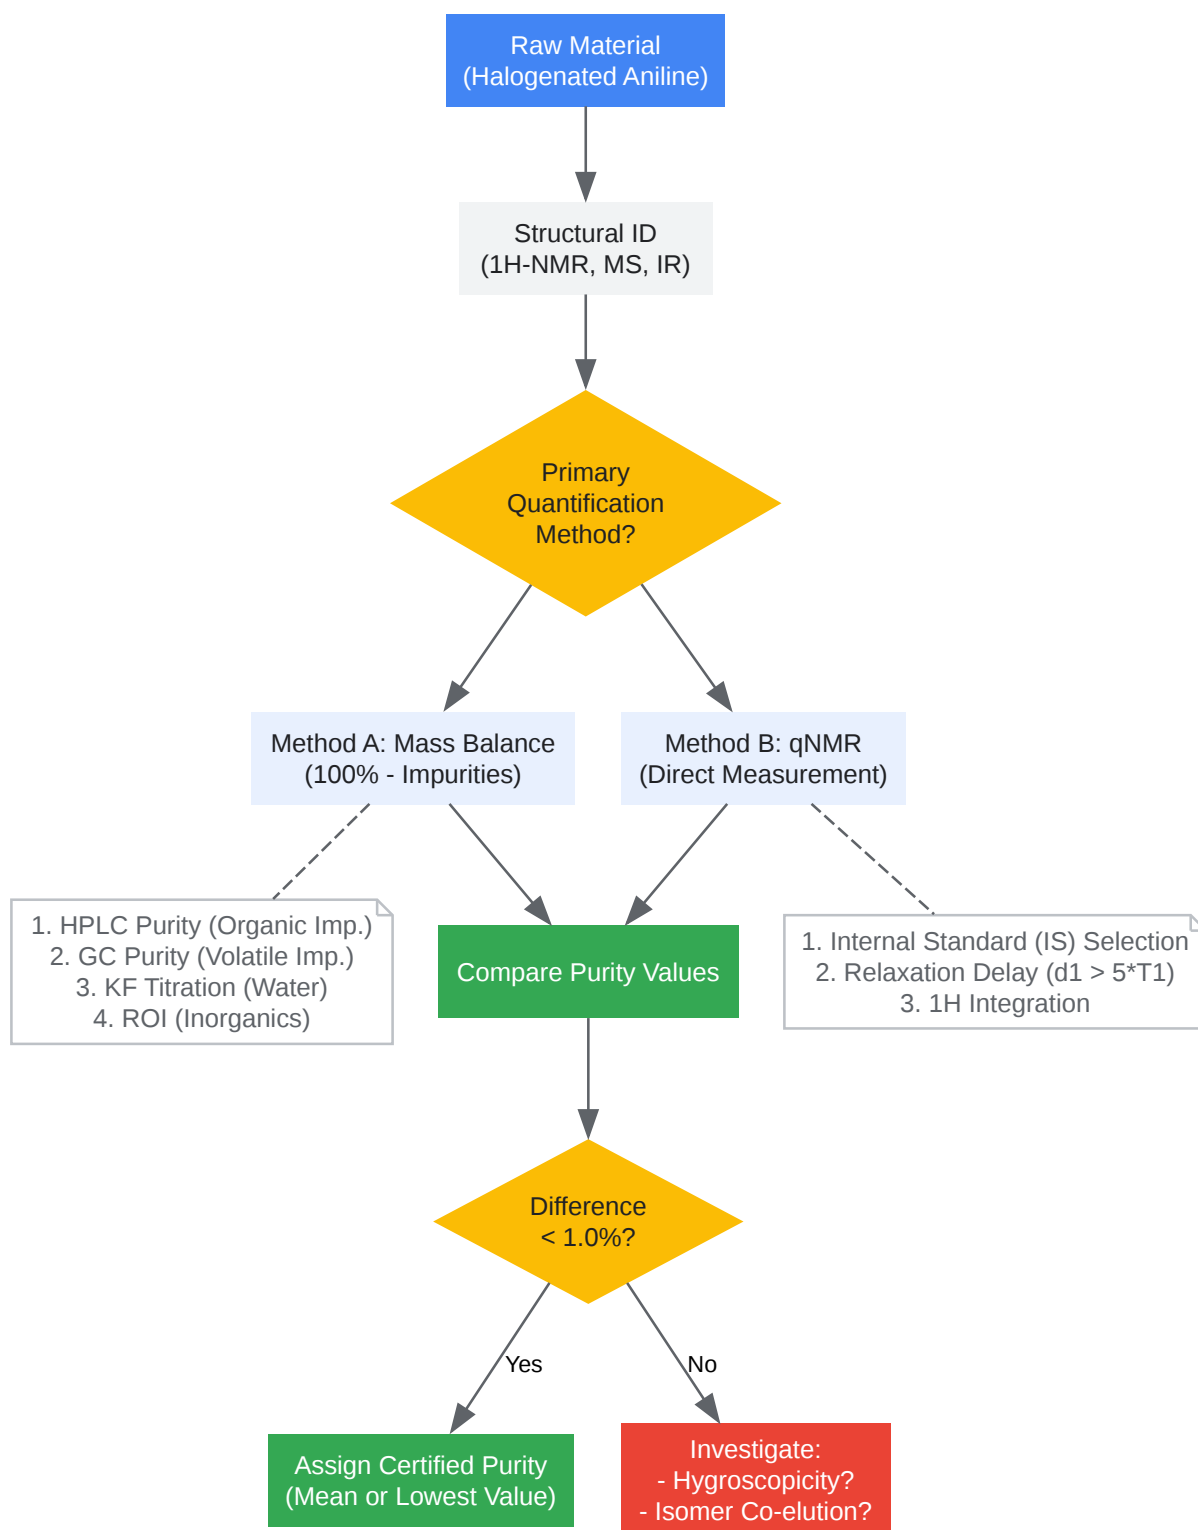 Raw Material
(Halogenated Aniline)
Structural ID
(1H-NMR, MS, IR)
Primary
Quantification
Method?
Method A: Mass Balance
(100% - Impurities)
Method B: qNMR
(Direct Measurement)
1. HPLC Purity (Organic Imp.)
2. GC Purity (Volatile Imp.)
3. KF Titration (Water)
4. ROI (Inorganics)
Compare Purity Values
1. Internal Standard (IS) Selection
2. Relaxation Delay (d1 > 5*T1)
3. 1H Integration
Difference
< 1.0%?
Yes
No
Assign Certified Purity
(Mean or Lowest Value)
Investigate:
- Hygroscopicity?
- Isomer Co-elution?